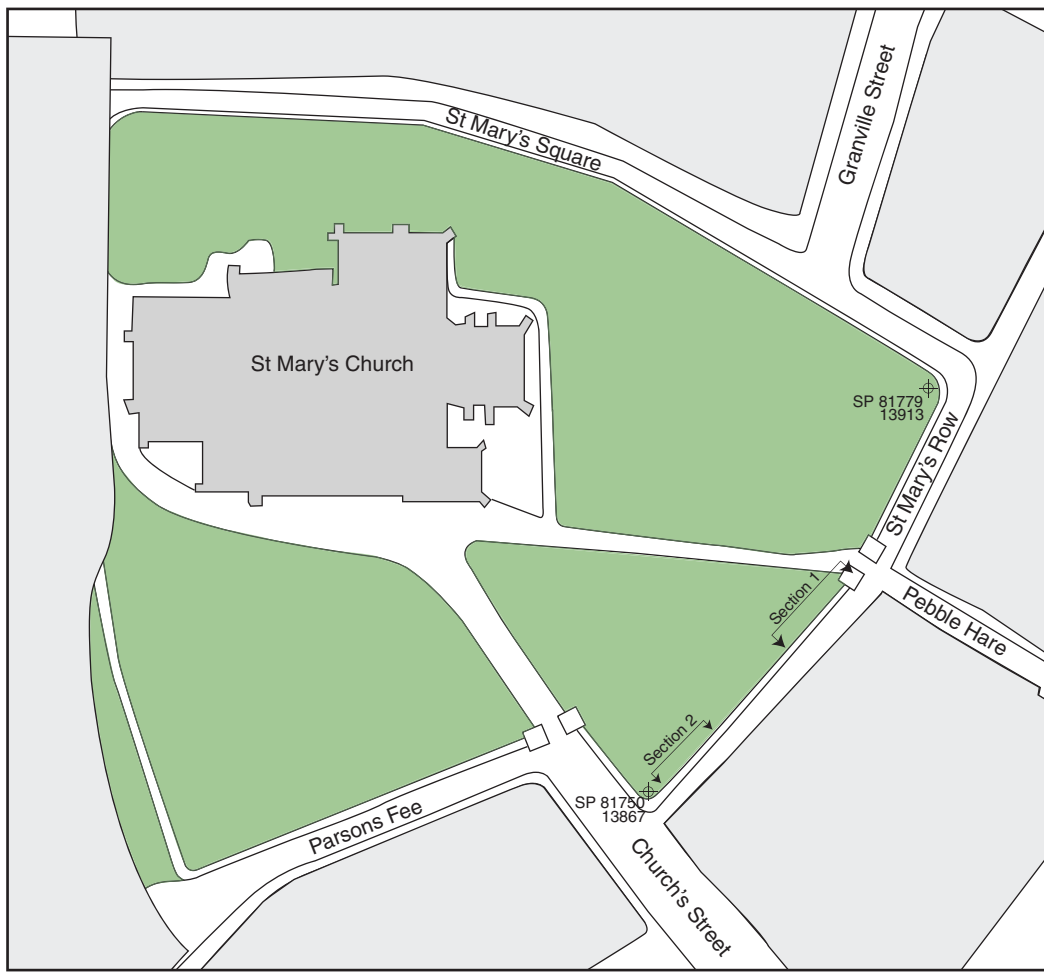 St Mary's Square
Granville Street
St Mary's Church
SP 81779
13913
St Mary's Row
Section 1
Pebble Hare
Section 2
SP 81750
13867
Parsons Fee
Church's Street